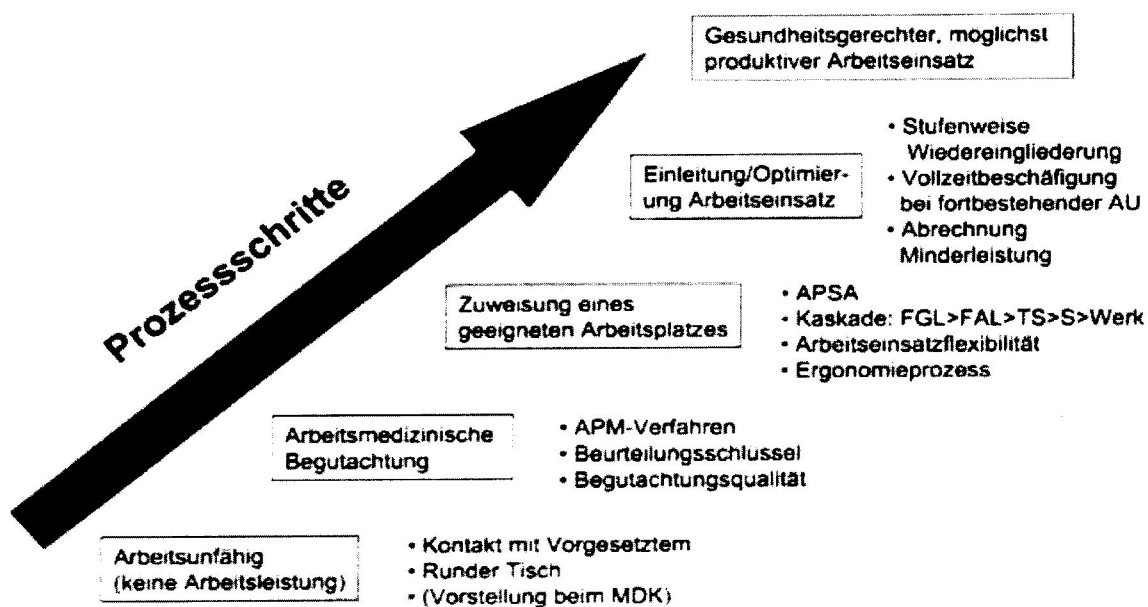 Gesundheitsgerechter, möglichst
produktiver Arbeitseinsatz
• Stufenweise
Wiedereingliederung
• Vollzeitbeschäfigung
bei fortbestehender AU
• Abrechnung
Minderleistung
Einleitung/Optimier-
ung Arbeitseinsatz
Prozessschritte
Zuweisung eines
geeigneten Arbeitsplatzes
• APSA
• Kaskade: FGL>FAL>TS>S>Werk
• Arbeitseinsatzflexibilität
• Ergonomieprozess
Arbeitsmedizinische
Begutachtung
• APM-Verfahren
• Beurteilungsschlussel
• Begutachtungsqualität
Arbeitsunfähig
(keine Arbeitsleistung)
• Kontakt mit Vorgesetztem
• Runder Tisch
• (Vorstellung beim MDK)